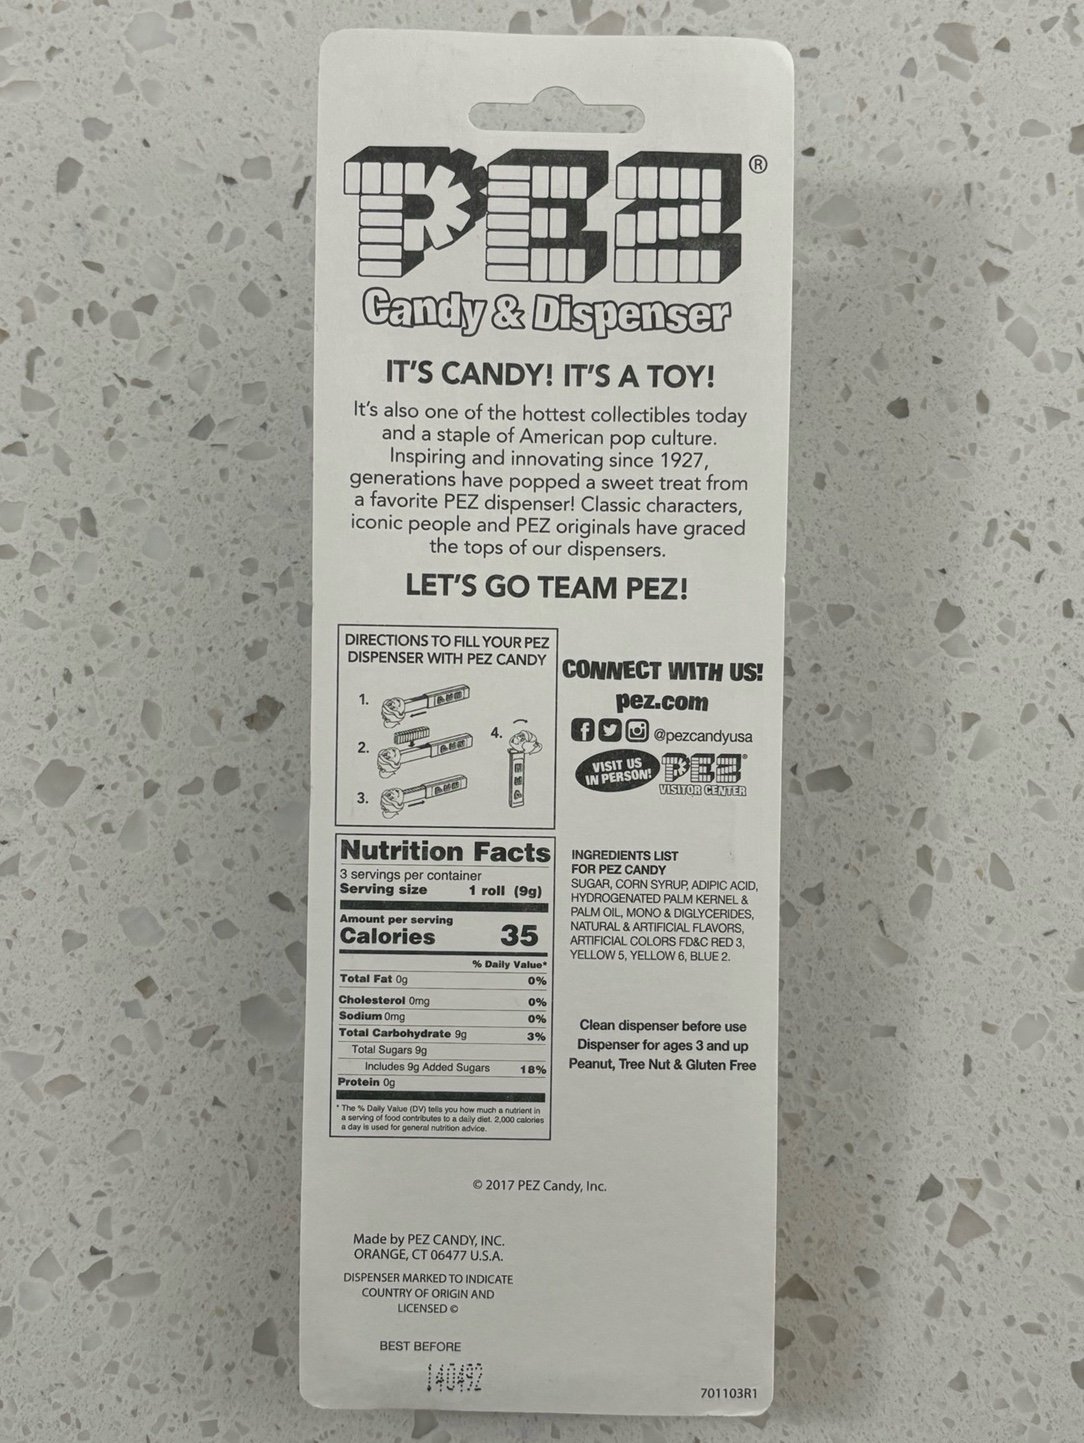 PEZ®
Candy & Dispenser
IT'S CANDY! IT'S A TOY!
It's also one of the hottest collectibles today
and a staple of American pop culture.
Inspiring and innovating since 1927,
generations have popped a sweet treat from
a favorite PEZ dispenser! Classic characters,
iconic people and PEZ originals have graced
the tops of our dispensers.
LET'S GO TEAM PEZ!
DIRECTIONS TO FILL YOUR PEZ
DISPENSER WITH PEZ CANDY
1.
PEZ
2.
PEZ
3.
PEZ
4.
PEZ
CONNECT WITH US!
pez.com
@pezcandyusa
VISIT US
IN PERSON!
PEZ®
VISITOR CENTER
Nutrition Facts
3 servings per container
Serving size 1 roll (9g)
Amount per serving
Calories 35
% Daily Value*
Total Fat 0g 0%
Cholesterol 0mg 0%
Sodium 0mg 0%
Total Carbohydrate 9g 3%
Total Sugars 9g
Includes 9g Added Sugars 18%
Protein 0g
* The % Daily Value (DV) tells you how much a nutrient in
a serving of food contributes to a daily diet. 2,000 calories
a day is used for general nutrition advice.
INGREDIENTS LIST
FOR PEZ CANDY
SUGAR, CORN SYRUP, ADIPIC ACID,
HYDROGENATED PALM KERNEL &
PALM OIL, MONO & DIGLYCERIDES,
NATURAL & ARTIFICIAL FLAVORS,
ARTIFICIAL COLORS FD&C RED 3,
YELLOW 5, YELLOW 6, BLUE 2.
Clean dispenser before use
Dispenser for ages 3 and up
Peanut, Tree Nut & Gluten Free
© 2017 PEZ Candy, Inc.
Made by PEZ CANDY, INC.
ORANGE, CT 06477 U.S.A.
DISPENSER MARKED TO INDICATE
COUNTRY OF ORIGIN AND
LICENSED ©
BEST BEFORE
140492
701103R1